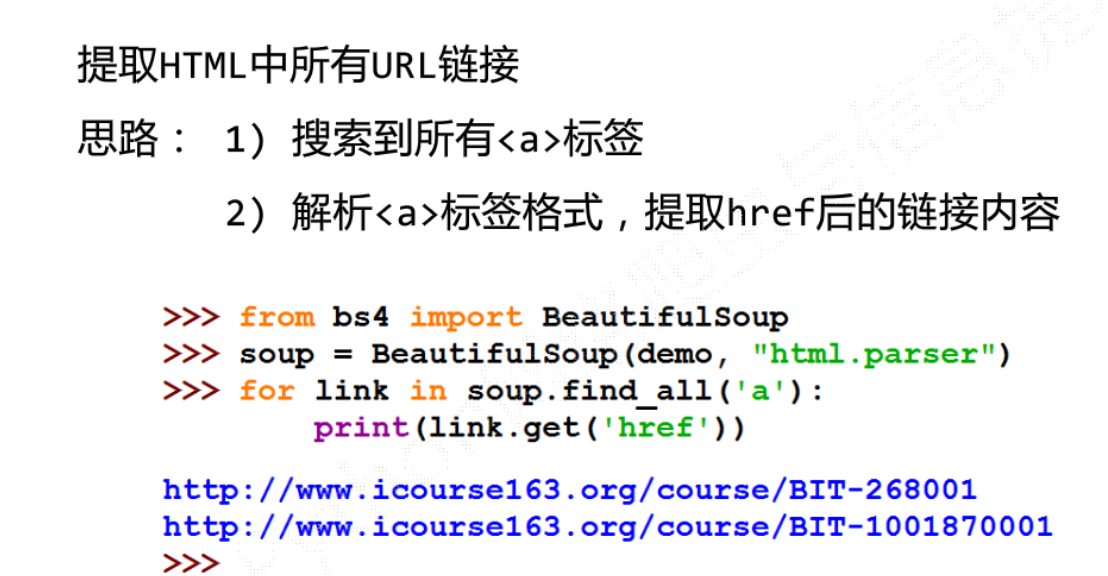 提取HTML中所有URL链接
思路： 1) 搜索到所有<a>标签
2) 解析<a>标签格式，提取href后的链接内容
>>> from bs4 import BeautifulSoup
>>> soup = BeautifulSoup(demo, "html.parser")
>>> for link in soup.find_all('a'):
print(link.get('href'))
http://www.icourse163.org/course/BIT-268001
http://www.icourse163.org/course/BIT-1001870001
>>>